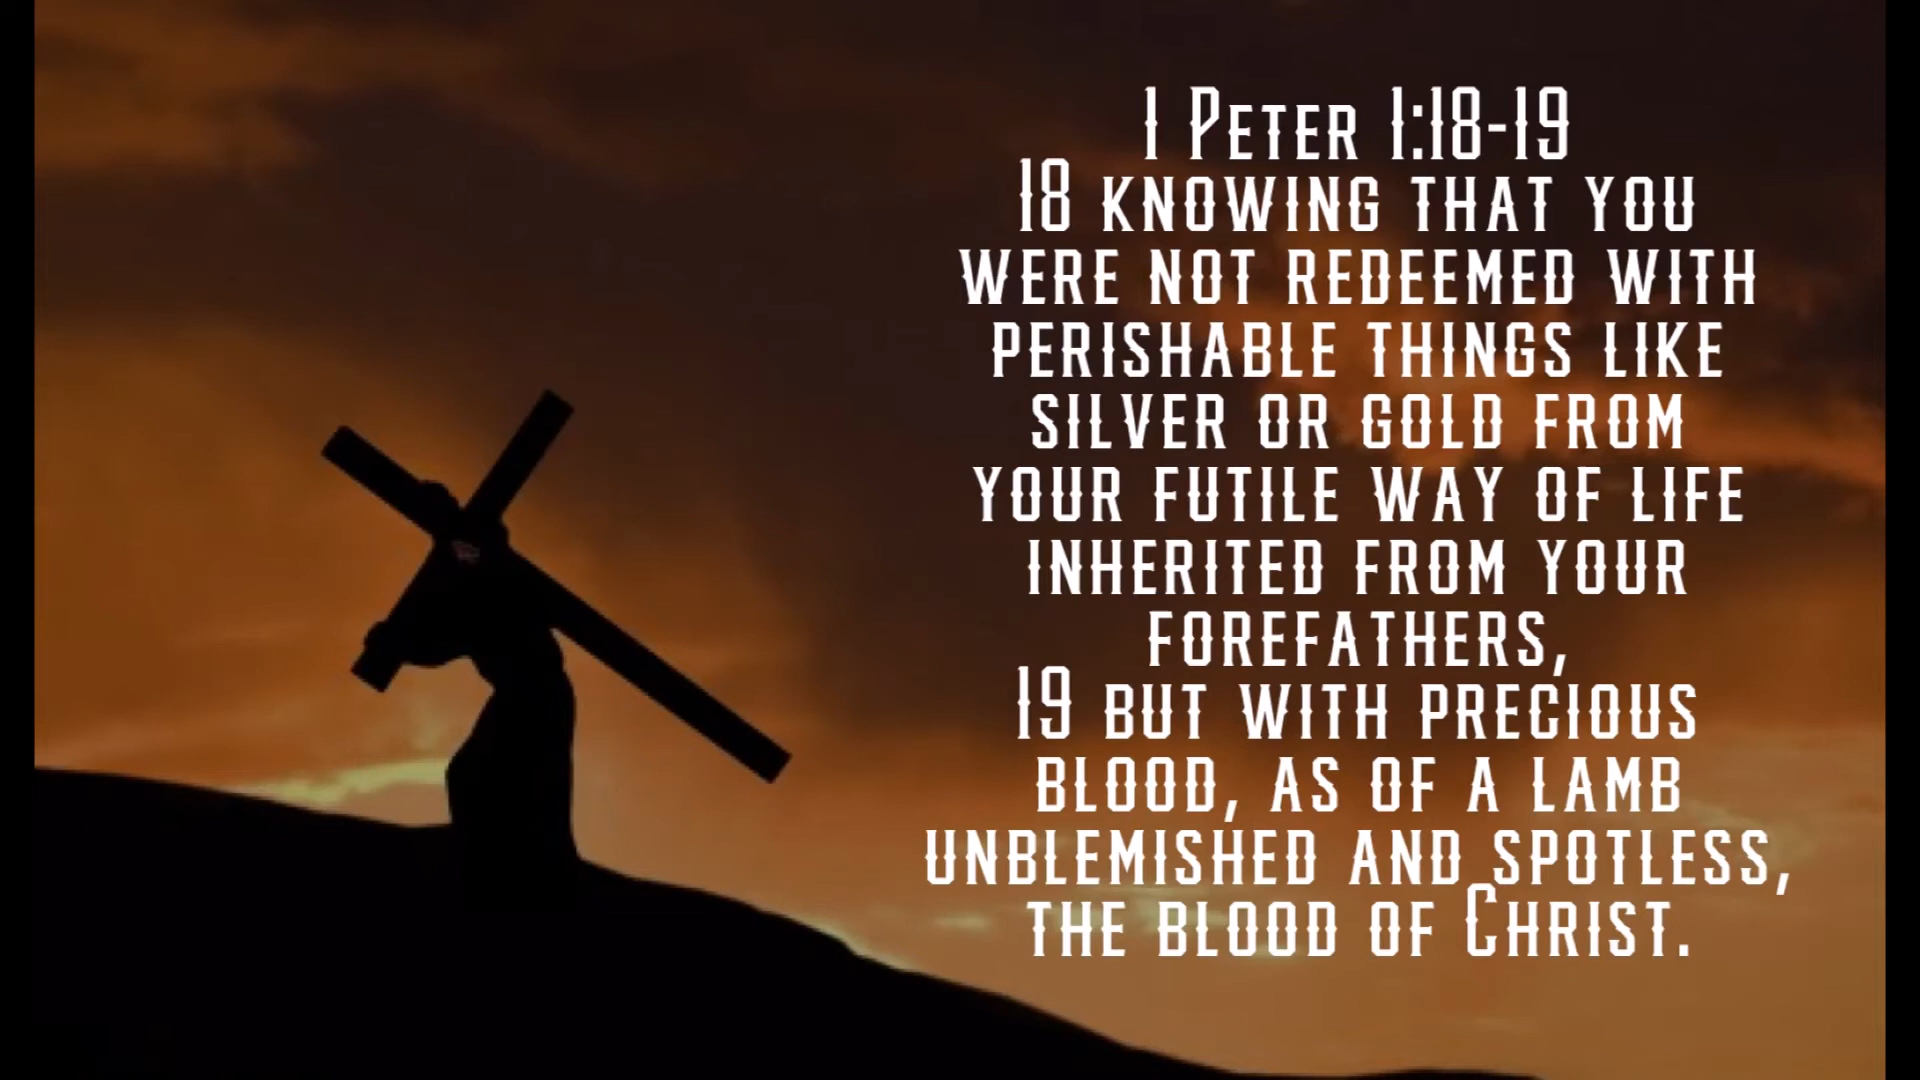 1 Peter 1:18-19
18 knowing that you
were not redeemed with
perishable things like
silver or gold from
your futile way of life
inherited from your
forefathers,
19 but with precious
blood, as of a lamb
unblemished and spotless,
the blood of Christ.